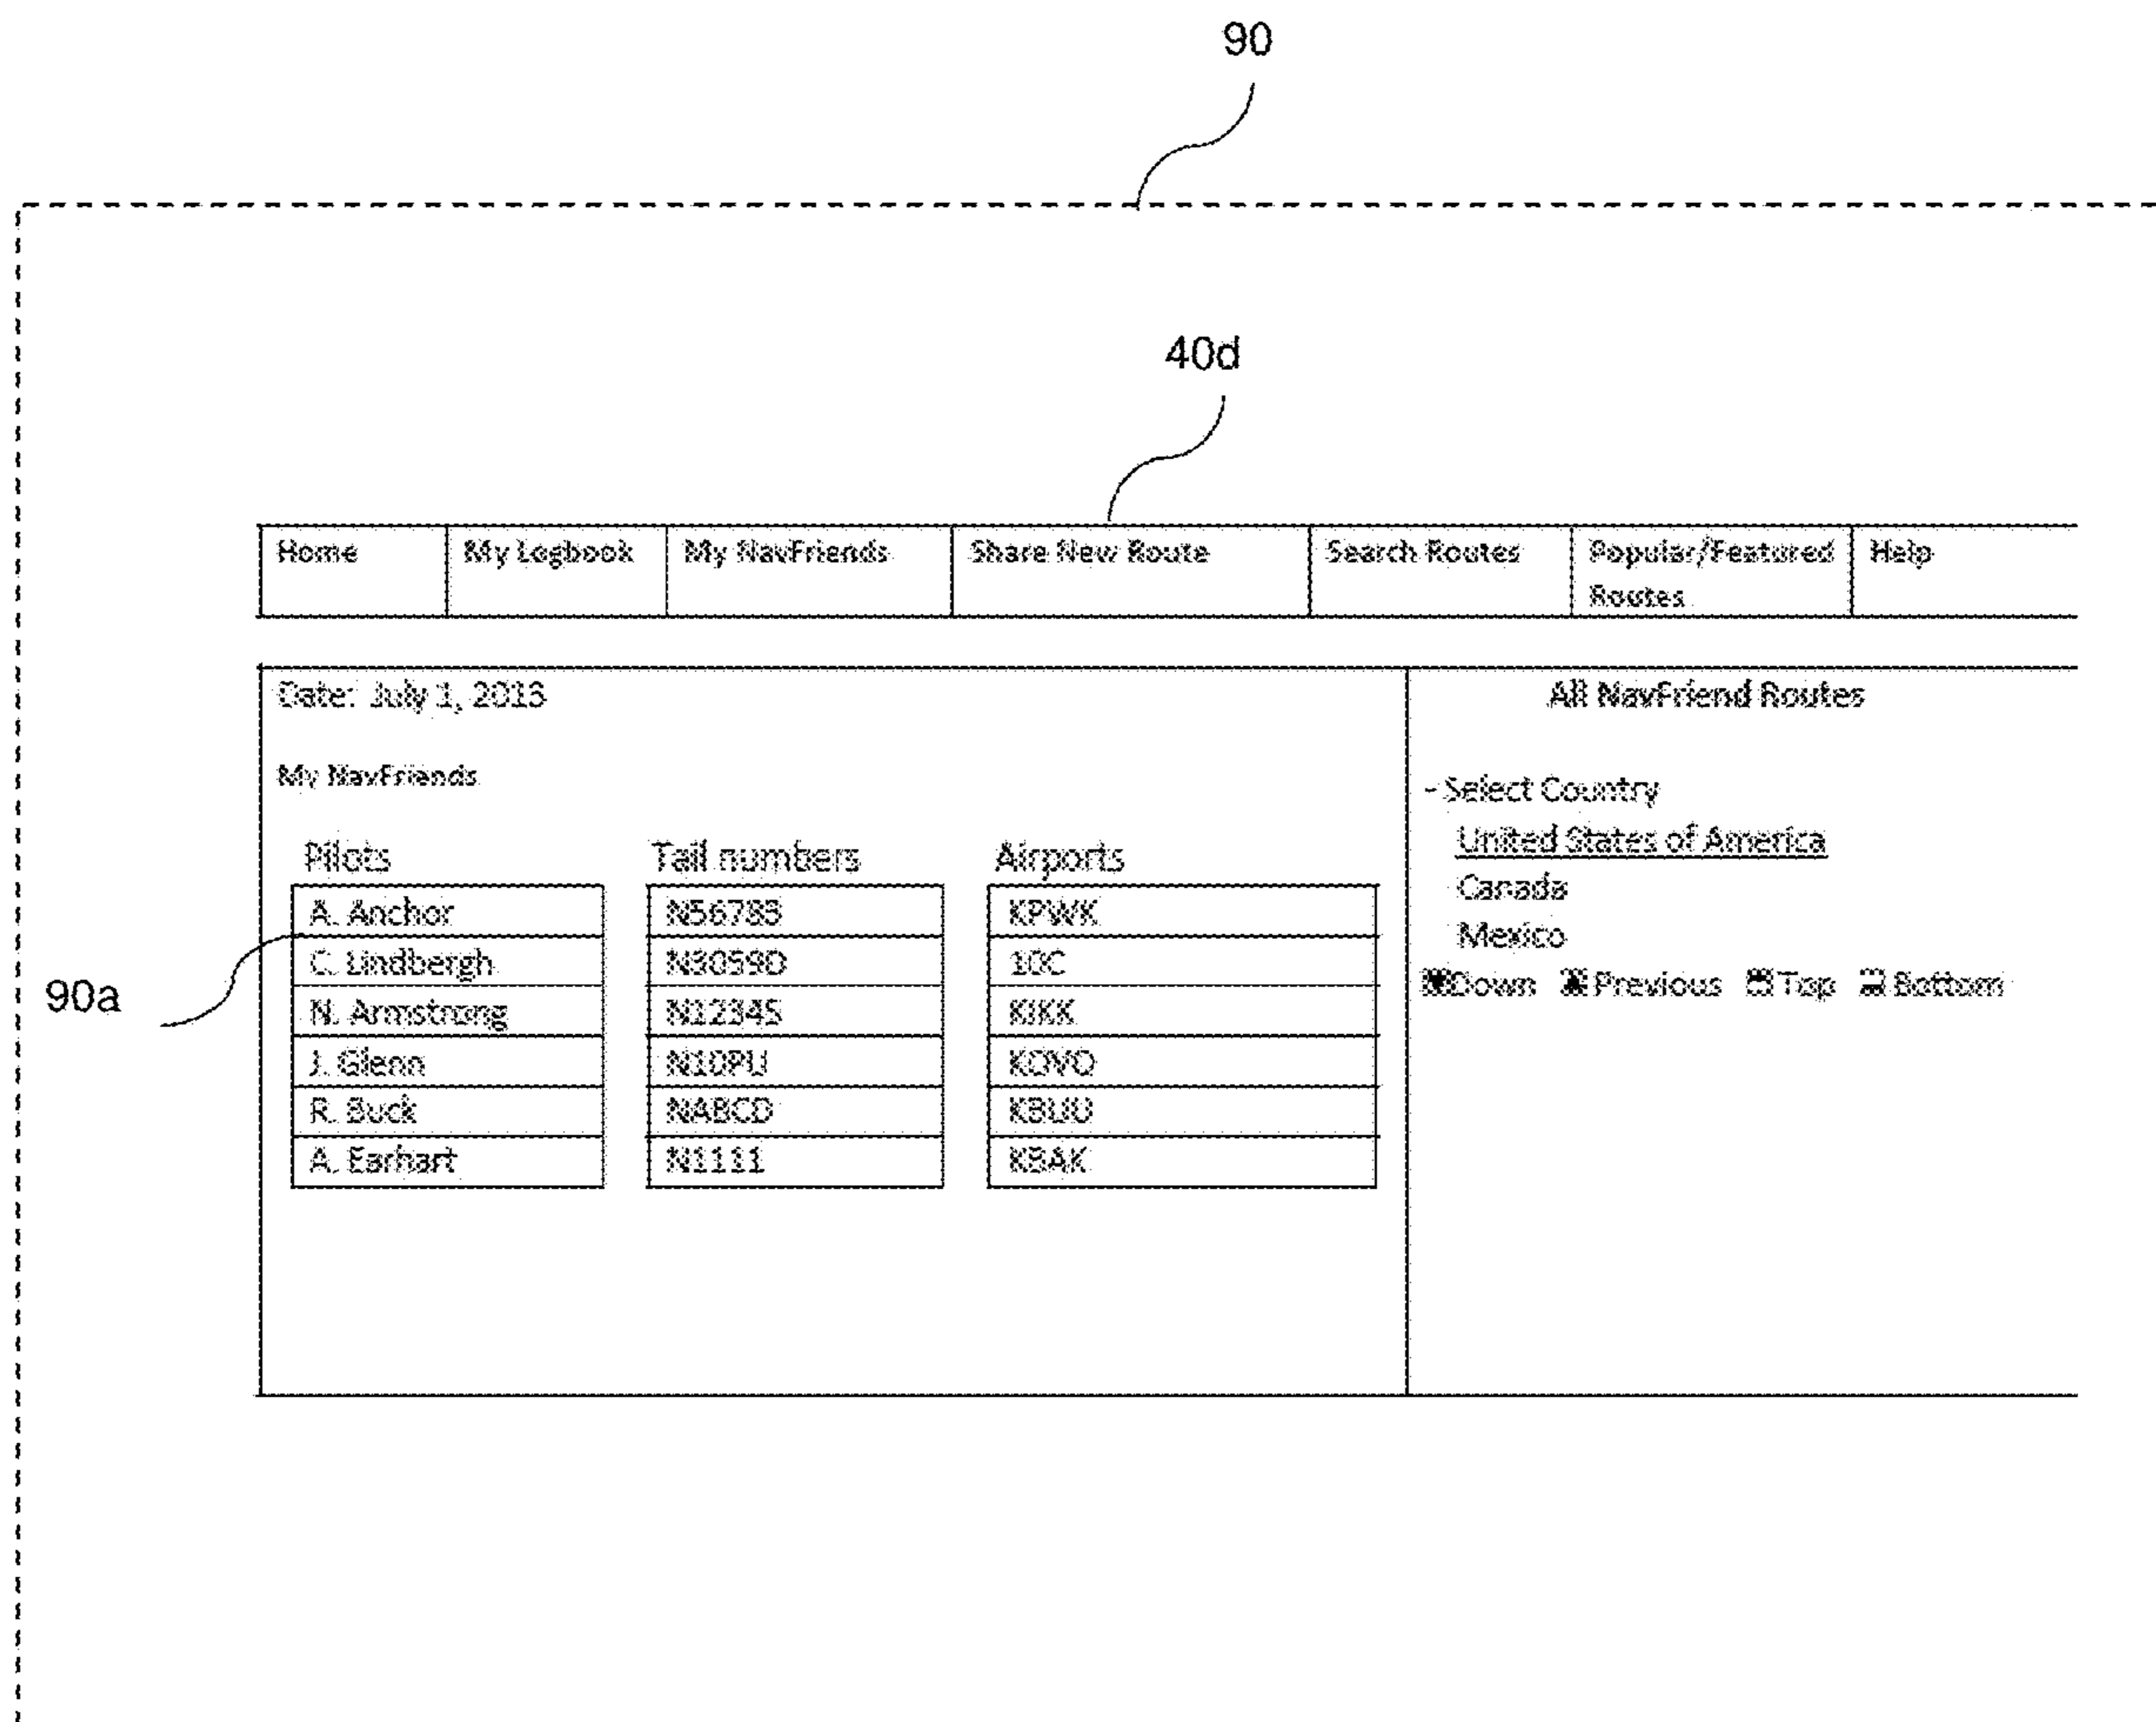 90
40d
Home My Logbook My NavFriends Share New Route Search Routes Popular/Featured Help
Routes
Date: July 1, 2013 All NavFriend Routes
My NavFriends
- Select Country
United States of America
Pilots Tail numbers Airports
Canada
A. Anchor N5678B KPWK
Mexico
C. Lindbergh N3059D 10C
Down Previous Top Bottom
90a
N. Armstrong N12345 KIKK
J. Glenn N10PU KOVO
R. Buck NABCD KBUU
A. Earhart N1111 KBAK